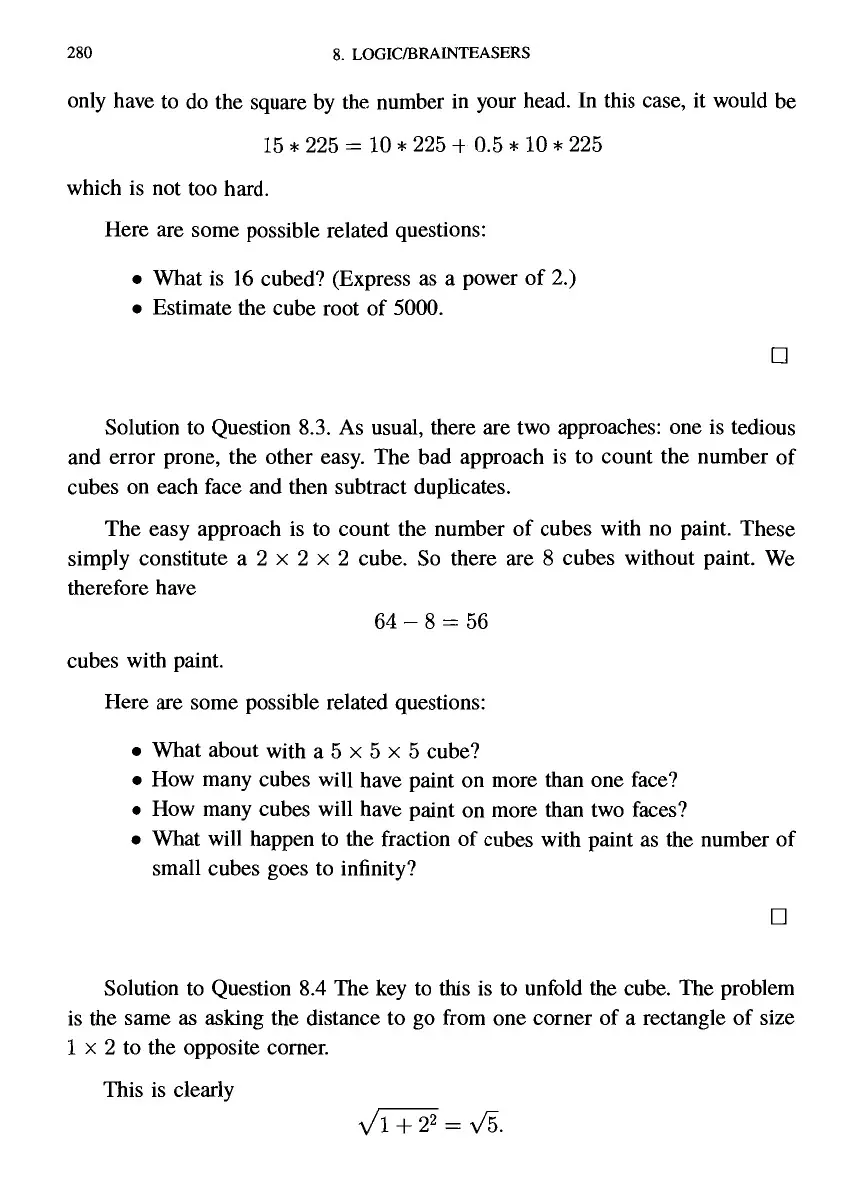 280 8. LOGIC/BRAINTEASERS
only have to do the square by the number in your head. In this case, it would be
15 * 225 = 10 * 225 + 0.5 * 10 * 225
which is not too hard.
Here are some possible related questions:
• What is 16 cubed? (Express as a power of 2.)
• Estimate the cube root of 5000.
□
Solution to Question 8.3. As usual, there are two approaches: one is tedious
and error prone, the other easy. The bad approach is to count the number of
cubes on each face and then subtract duplicates.
The easy approach is to count the number of cubes with no paint. These
simply constitute a 2 × 2 × 2 cube. So there are 8 cubes without paint. We
therefore have
64 − 8 = 56
cubes with paint.
Here are some possible related questions:
• What about with a 5 × 5 × 5 cube?
• How many cubes will have paint on more than one face?
• How many cubes will have paint on more than two faces?
• What will happen to the fraction of cubes with paint as the number of
small cubes goes to infinity?
□
Solution to Question 8.4 The key to this is to unfold the cube. The problem
is the same as asking the distance to go from one corner of a rectangle of size
1 × 2 to the opposite corner.
This is clearly
√(1 + 2²) = √5.